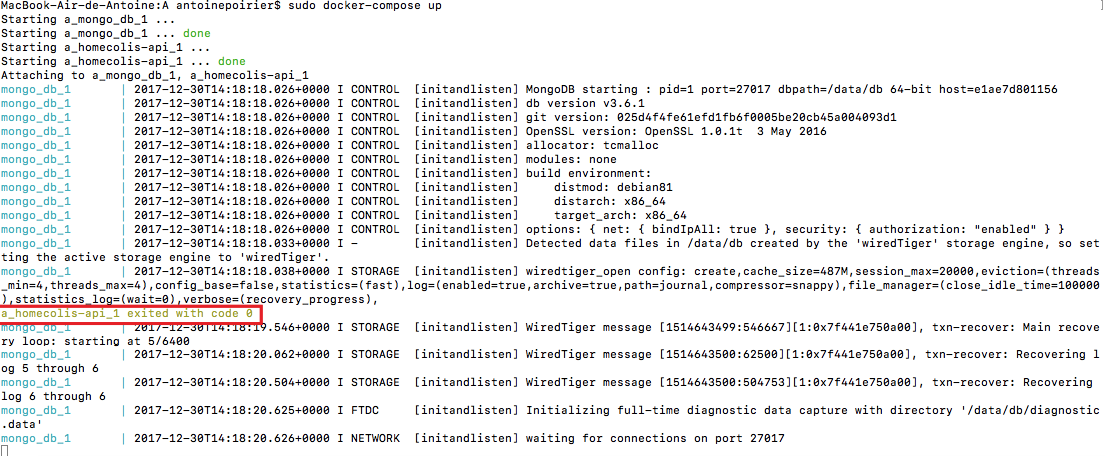 MacBook-Air-de-Antoine:A antoinepoirier$ sudo docker-compose up
Starting a_mongo_db_1 ...
Starting a_mongo_db_1 ... done
Starting a_homecolis-api_1 ...
Starting a_homecolis-api_1 ... done
Attaching to a_mongo_db_1, a_homecolis-api_1
mongo_db_1 | 2017-12-30T14:18:18.026+0000 I CONTROL [initandlisten] MongoDB starting : pid=1 port=27017 dbpath=/data/db 64-bit host=e1ae7d801156
mongo_db_1 | 2017-12-30T14:18:18.026+0000 I CONTROL [initandlisten] db version v3.6.1
mongo_db_1 | 2017-12-30T14:18:18.026+0000 I CONTROL [initandlisten] git version: 025d4f4fe61efd1fb6f0005be20cb45a004093d1
mongo_db_1 | 2017-12-30T14:18:18.026+0000 I CONTROL [initandlisten] OpenSSL version: OpenSSL 1.0.1t 3 May 2016
mongo_db_1 | 2017-12-30T14:18:18.026+0000 I CONTROL [initandlisten] allocator: tcmalloc
mongo_db_1 | 2017-12-30T14:18:18.026+0000 I CONTROL [initandlisten] modules: none
mongo_db_1 | 2017-12-30T14:18:18.026+0000 I CONTROL [initandlisten] build environment:
mongo_db_1 | 2017-12-30T14:18:18.026+0000 I CONTROL [initandlisten] distmod: debian81
mongo_db_1 | 2017-12-30T14:18:18.026+0000 I CONTROL [initandlisten] distarch: x86_64
mongo_db_1 | 2017-12-30T14:18:18.026+0000 I CONTROL [initandlisten] target_arch: x86_64
mongo_db_1 | 2017-12-30T14:18:18.026+0000 I CONTROL [initandlisten] options: { net: { bindIpAll: true }, security: { authorization: "enabled" } }
mongo_db_1 | 2017-12-30T14:18:18.033+0000 I - [initandlisten] Detected data files in /data/db created by the 'wiredTiger' storage engine, so set
ting the active storage engine to 'wiredTiger'.
mongo_db_1 | 2017-12-30T14:18:18.038+0000 I STORAGE [initandlisten] wiredtiger_open config: create,cache_size=487M,session_max=20000,eviction=(threads
_min=4,threads_max=4),config_base=false,statistics=(fast),log=(enabled=true,archive=true,path=journal,compressor=snappy),file_manager=(close_idle_time=100000
),statistics_log=(wait=0),verbose=(recovery_progress),
a_homecolis-api_1 exited with code 0
mongo_db_1 | 2017-12-30T14:18:19.546+0000 I STORAGE [initandlisten] WiredTiger message [1514643499:546667][1:0x7f441e750a00], txn-recover: Main recove
ry loop: starting at 5/6400
mongo_db_1 | 2017-12-30T14:18:20.062+0000 I STORAGE [initandlisten] WiredTiger message [1514643500:62500][1:0x7f441e750a00], txn-recover: Recovering l
og 5 through 6
mongo_db_1 | 2017-12-30T14:18:20.504+0000 I STORAGE [initandlisten] WiredTiger message [1514643500:504753][1:0x7f441e750a00], txn-recover: Recovering
log 6 through 6
mongo_db_1 | 2017-12-30T14:18:20.625+0000 I FTDC [initandlisten] Initializing full-time diagnostic data capture with directory '/data/db/diagnostic
.data'
mongo_db_1 | 2017-12-30T14:18:20.626+0000 I NETWORK [initandlisten] waiting for connections on port 27017